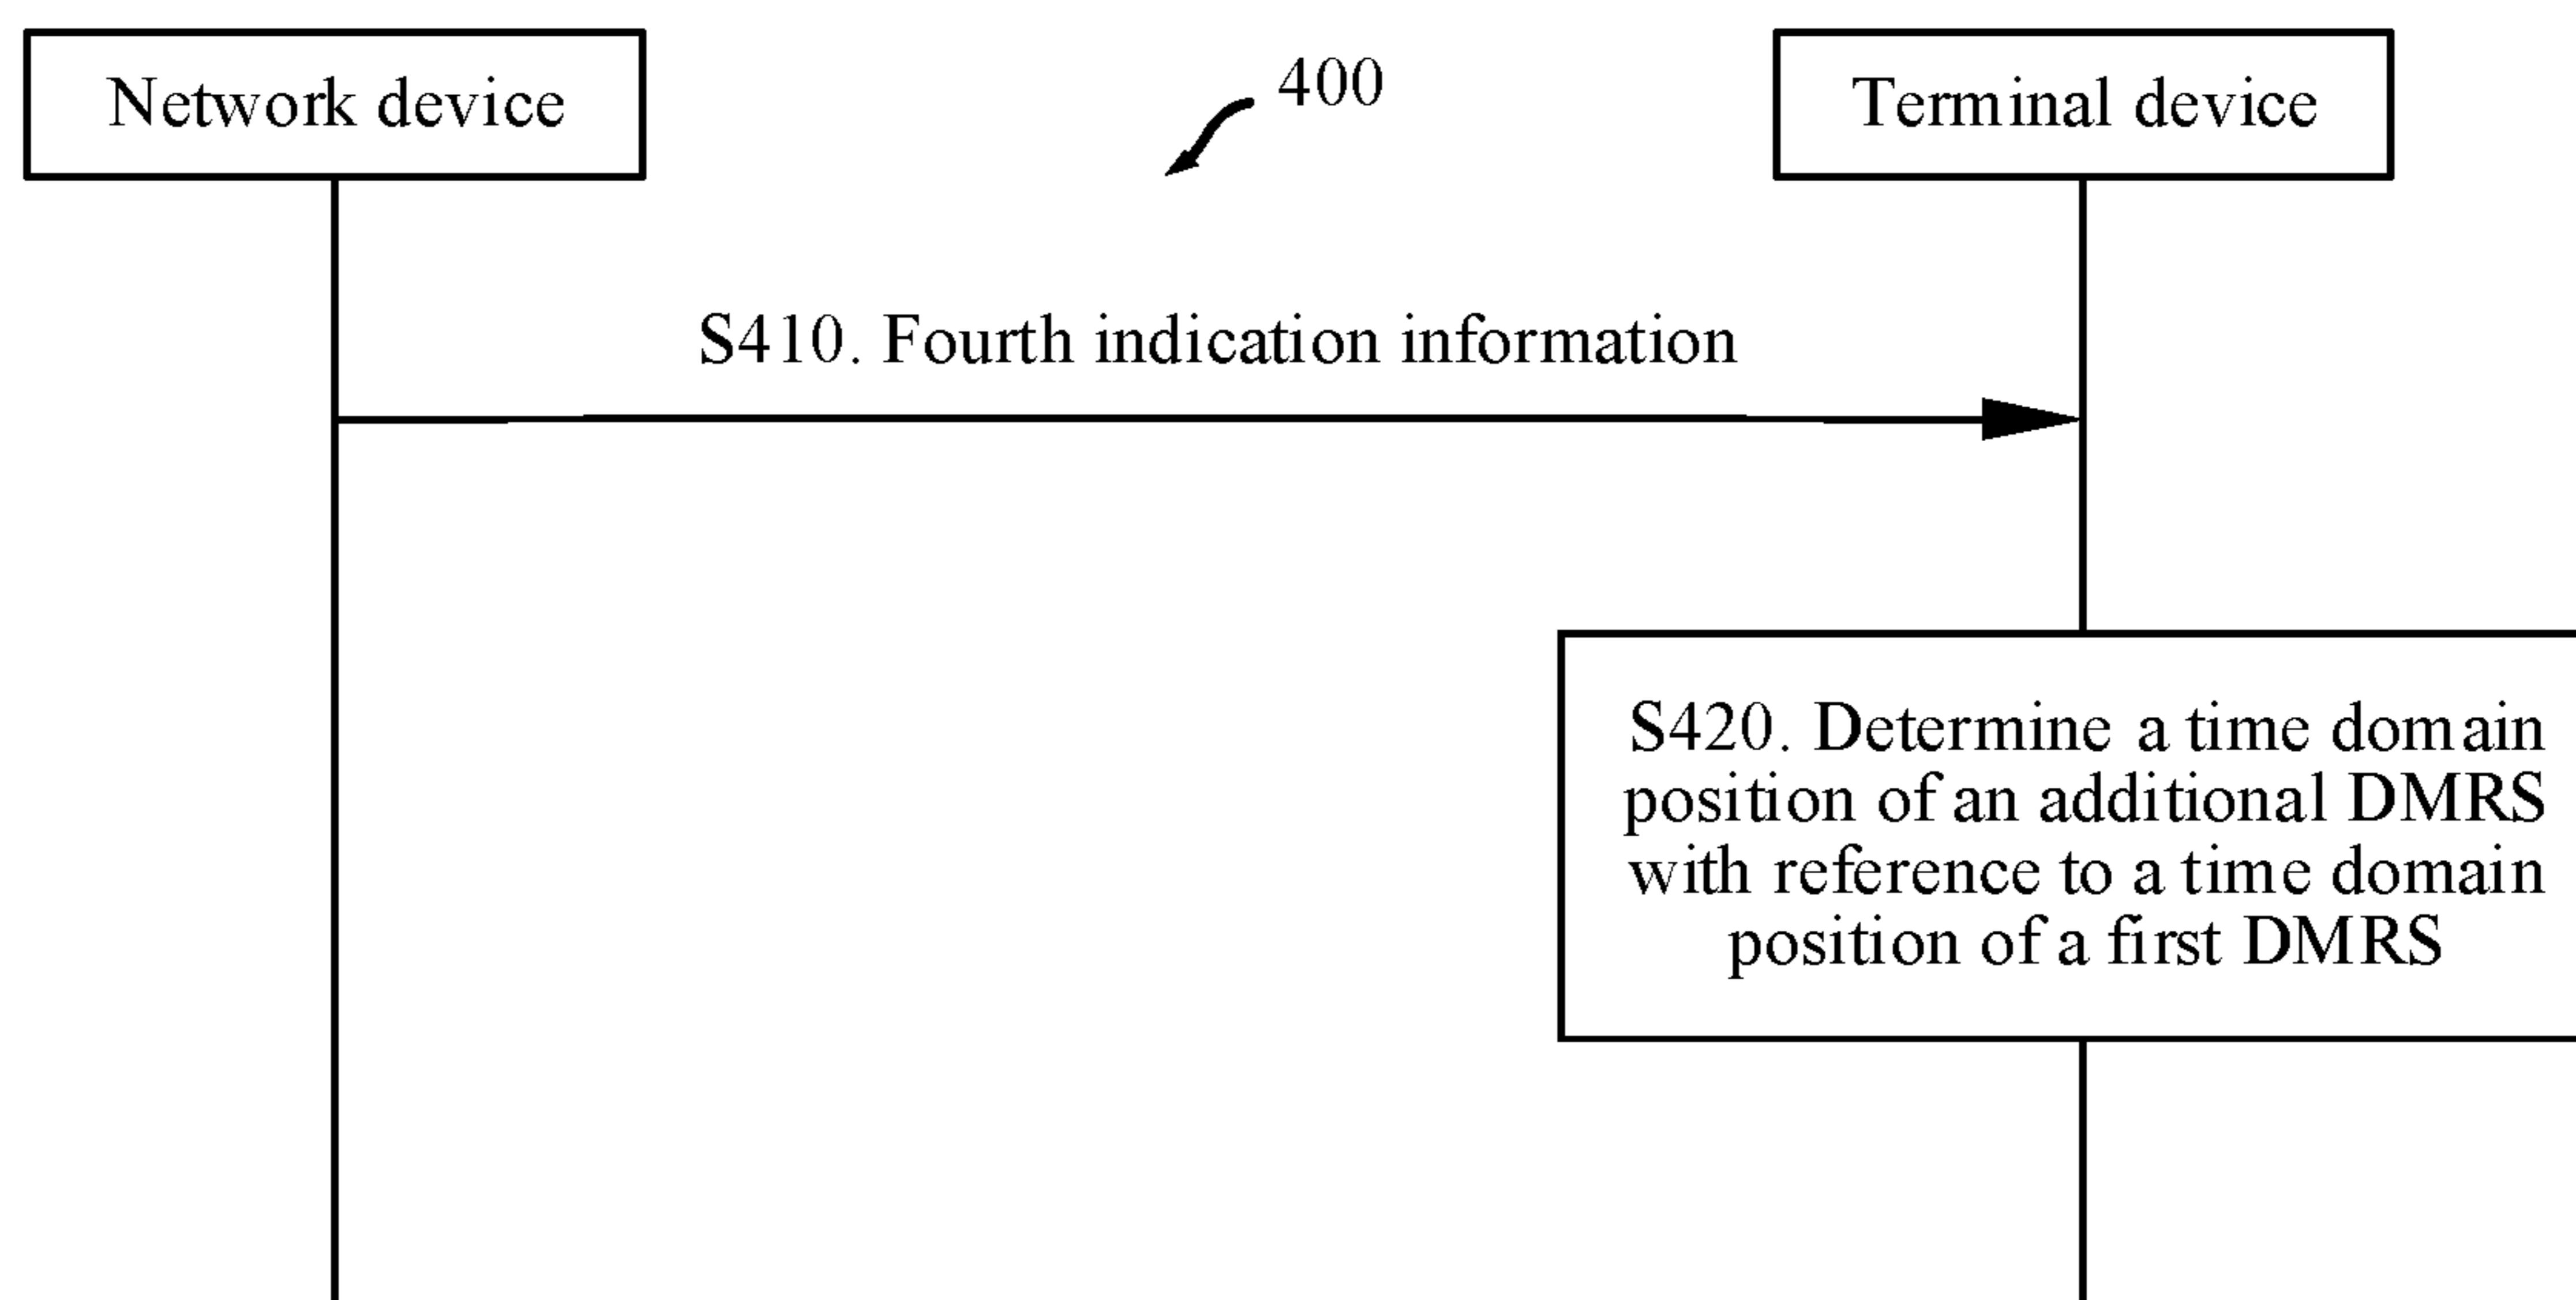 Network device
400
Terminal device
S410. Fourth indication information
S420. Determine a time domain
position of an additional DMRS
with reference to a time domain
position of a first DMRS